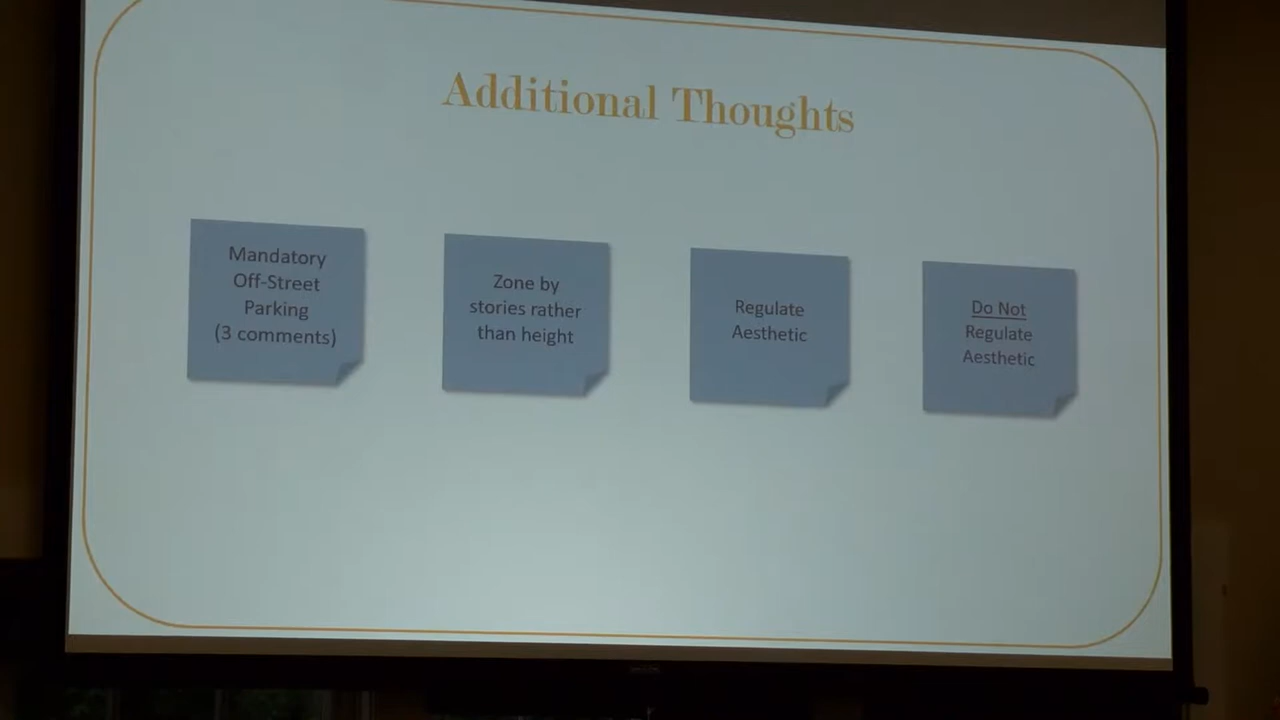 Additional Thoughts
Mandatory
Off-Street
Parking
(3 comments)
Zone by
stories rather
than height
Regulate
Aesthetic
Do Not
Regulate
Aesthetic